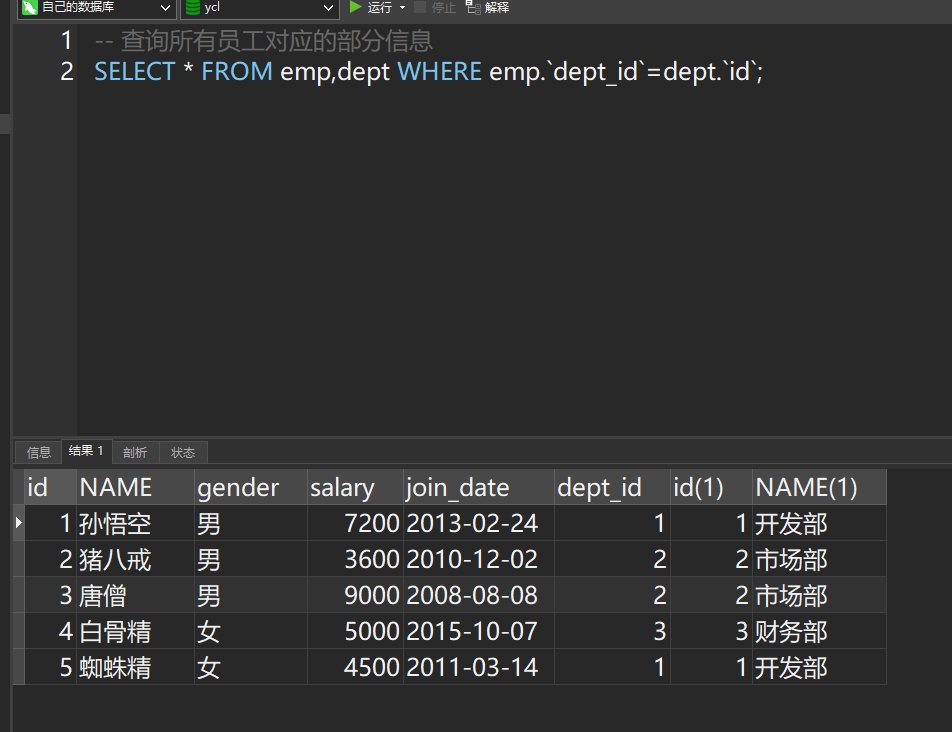 自己的数据库 ycl 运行 停止 解释
1 -- 查询所有员工对应的部分信息
2 SELECT * FROM emp,dept WHERE emp.`dept_id`=dept.`id`;
信息 结果 1 剖析 状态
id NAME gender salary join_date dept_id id(1) NAME(1)
1 孙悟空 男 7200 2013-02-24 1 1 开发部
2 猪八戒 男 3600 2010-12-02 2 2 市场部
3 唐僧 男 9000 2008-08-08 2 2 市场部
4 白骨精 女 5000 2015-10-07 3 3 财务部
5 蜘蛛精 女 4500 2011-03-14 1 1 开发部